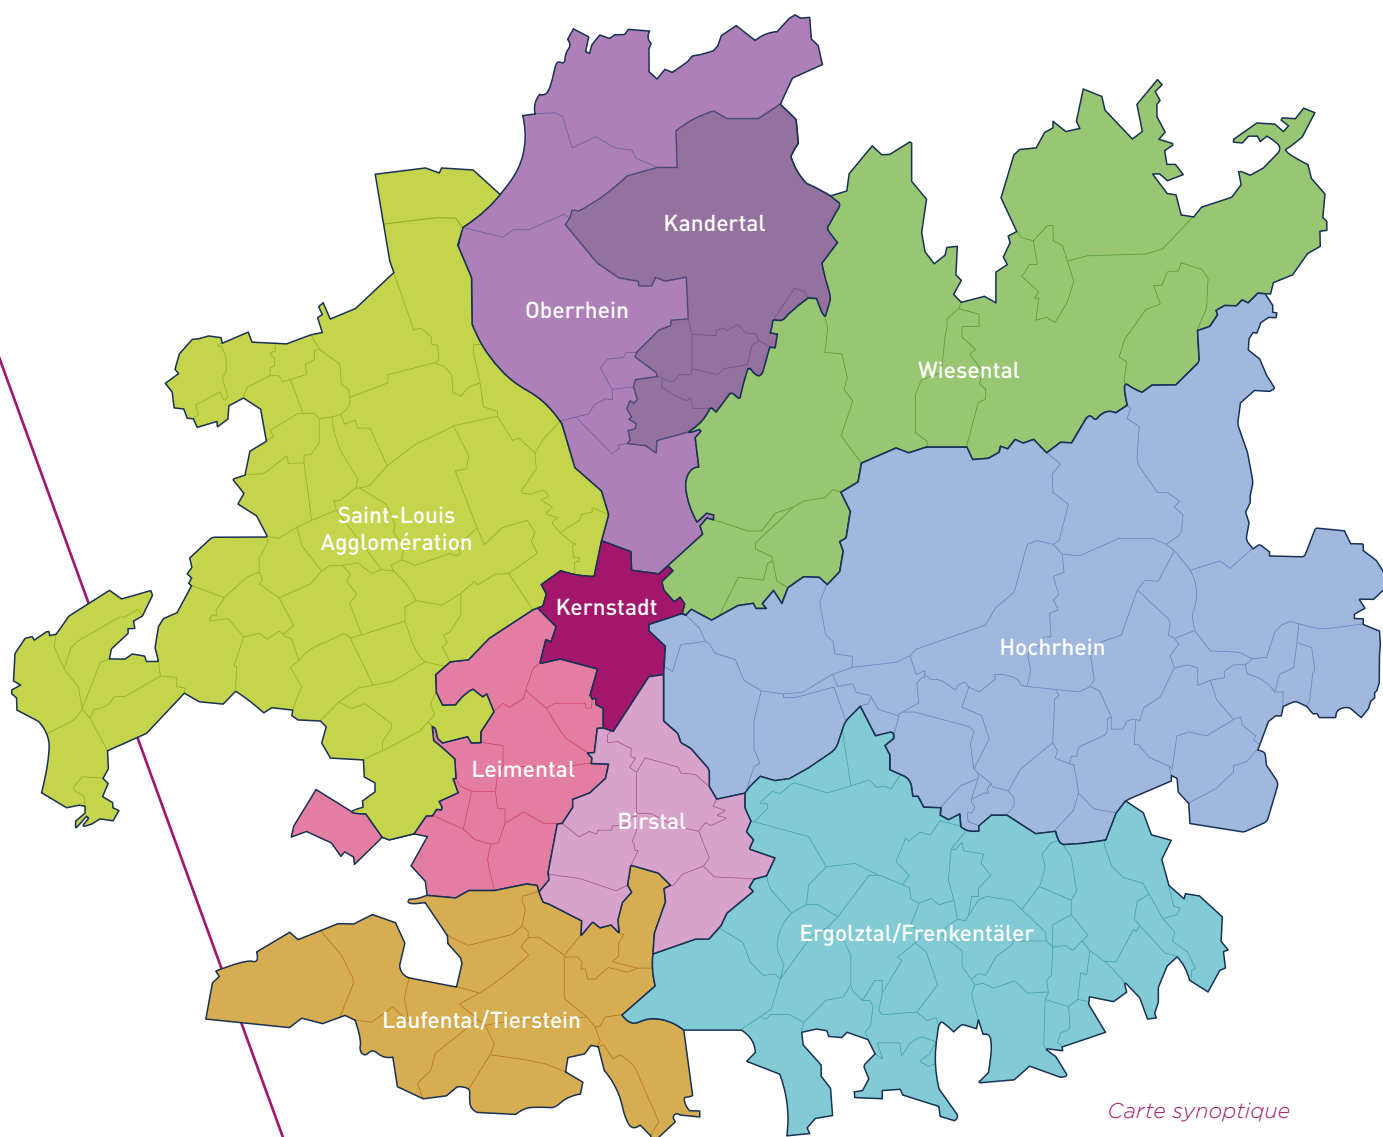 Kandertal
Oberrhein
Wiesental
Saint-Louis
Agglomération
Kernstadt
Hochrhein
Leimental
Birstal
Ergolztal/Frenkentäler
Laufental/Tierstein
Carte synoptique